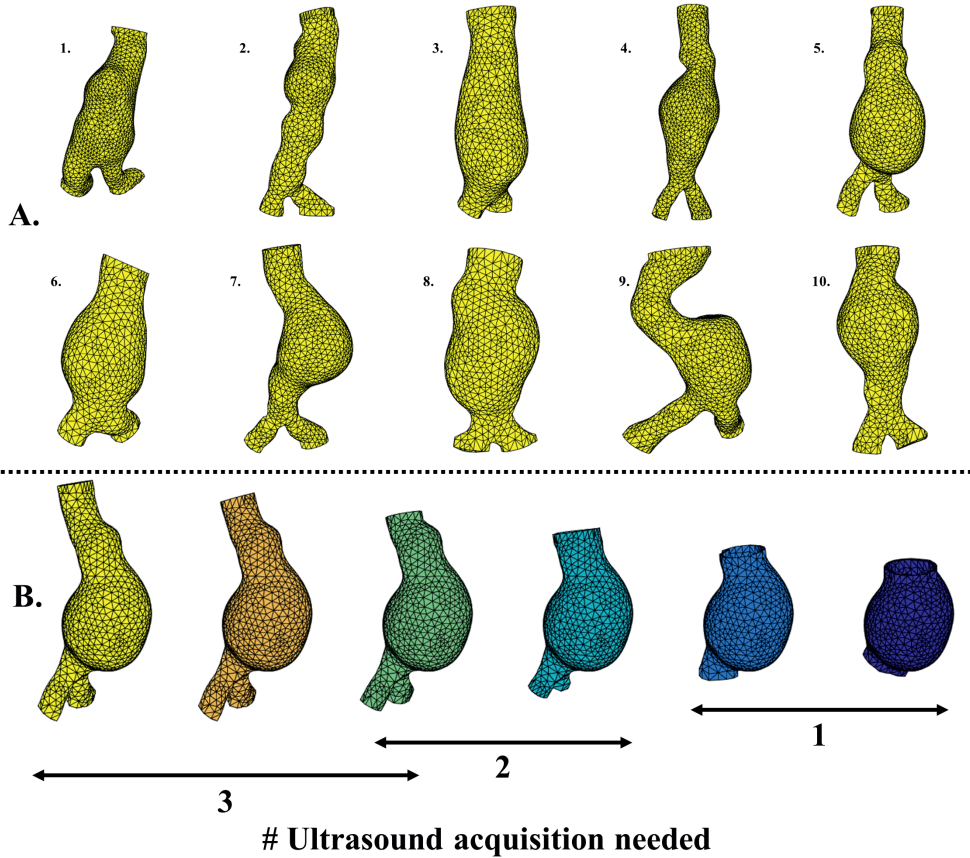 1. 2. 3. 4. 5.
A.
6. 7. 8. 9. 10.
B.
1
2
3
# Ultrasound acquisition needed